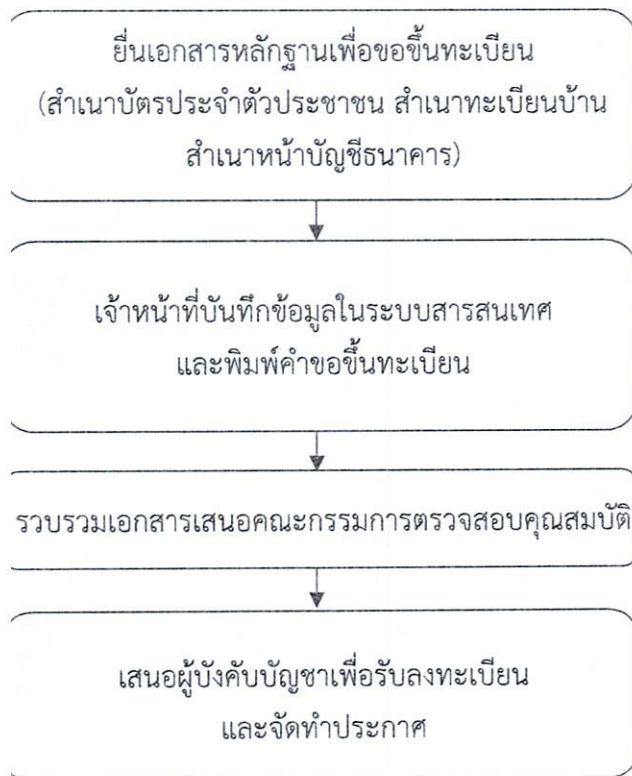 ยื่นเอกสารหลักฐานเพื่อขอขึ้นทะเบียน
(สำเนาบัตรประจำตัวประชาชน สำเนาทะเบียนบ้าน
สำเนาหน้าบัญชีธนาคาร)
เจ้าหน้าที่บันทึกข้อมูลในระบบสารสนเทศ
และพิมพ์คำขอขึ้นทะเบียน
รวบรวมเอกสารเสนอคณะกรรมการตรวจสอบคุณสมบัติ
เสนอผู้บังคับบัญชาเพื่อรับลงทะเบียน
และจัดทำประกาศ